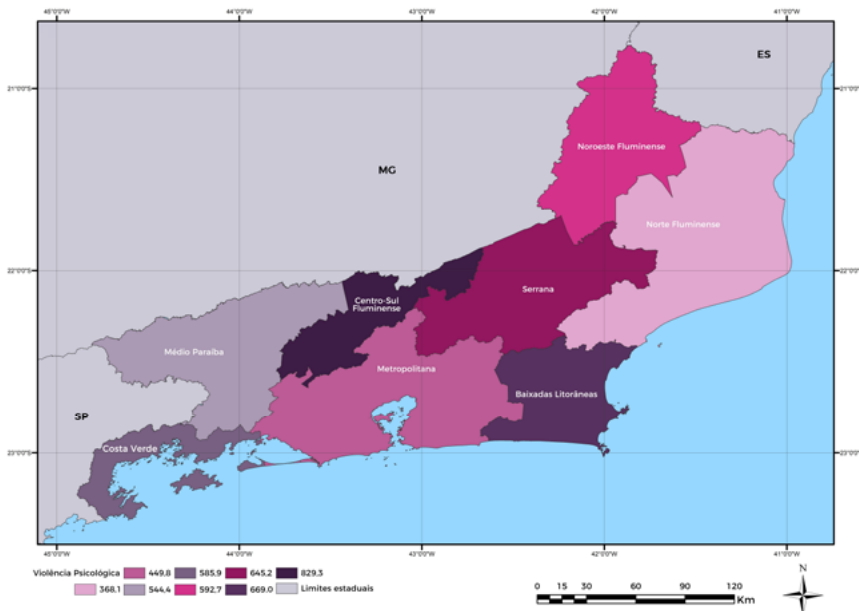 45°0'0"W 44°0'0"W 43°0'0"W 42°0'0"W 41°0'0"W
ES
21°0'0"S 21°0'0"S
Noroeste Fluminense
MG
Norte Fluminense
22°0'0"S 22°0'0"S
Centro-Sul
Fluminense
Serrana
Médio Paraíba
Metropolitana
Baixadas Litorâneas
SP
Costa Verde
23°0'0"S 23°0'0"S
45°0'0"W 44°0'0"W 43°0'0"W 42°0'0"W 41°0'0"W
Violência Psicológica 449.8 585.9 645.2 829.3
368.1 544.4 592.7 669.0 Limites estaduais
N
0 15 30 60 90 120
Km